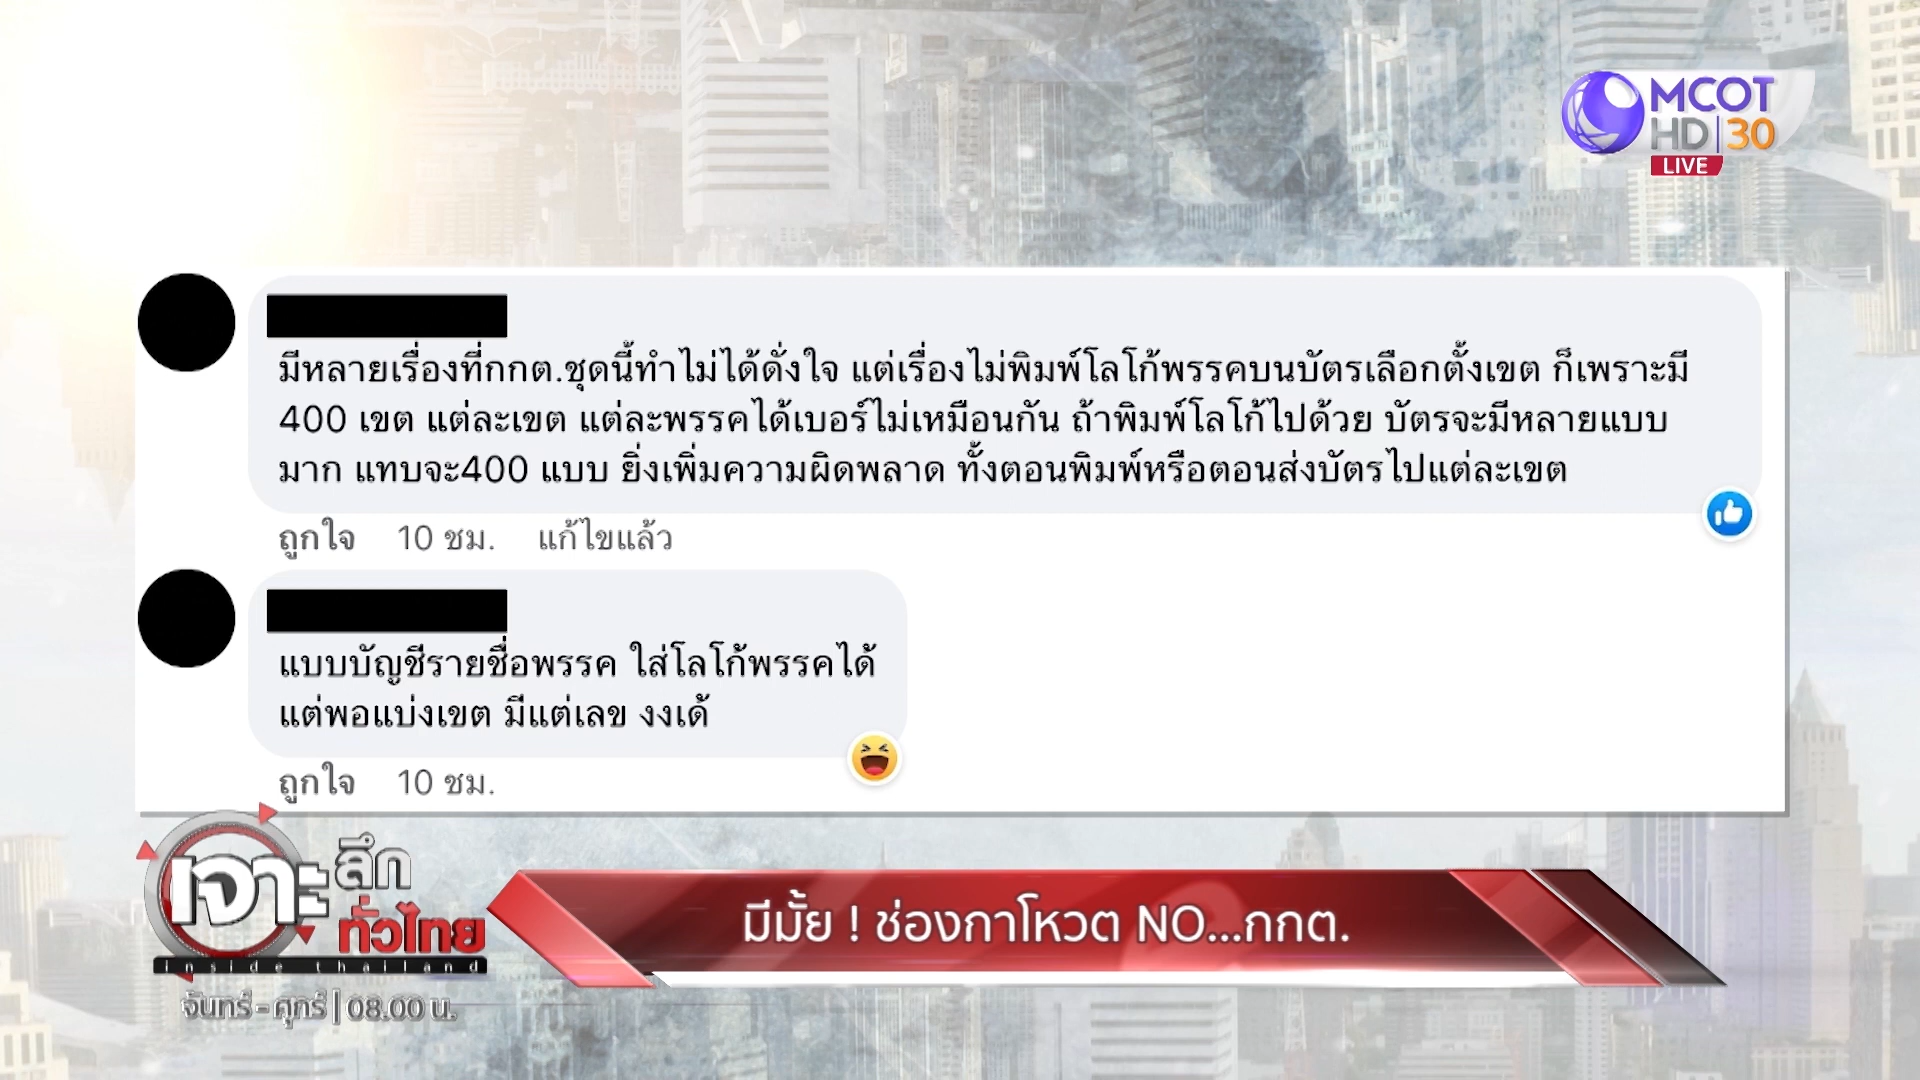 MCOT
HD 30
LIVE
มีหลายเรื่องที่กกต.ชุดนี้ทำไม่ได้ดั่งใจ แต่เรื่องไม่พิมพ์โลโก้พรรคบนบัตรเลือกตั้งเขต ก็เพราะมี
400 เขต แต่ละเขต แต่ละพรรคได้เบอร์ไม่เหมือนกัน ถ้าพิมพ์โลโก้ไปด้วย บัตรจะมีหลายแบบ
มาก แทบจะ400 แบบ ยิ่งเพิ่มความผิดพลาด ทั้งตอนพิมพ์หรือตอนส่งบัตรไปแต่ละเขต
ถูกใจ 10 ชม. แก้ไขแล้ว
แบบบัญชีรายชื่อพรรค ใส่โลโก้พรรคได้
แต่พอแบ่งเขต มีแต่เลข งงเด้
ถูกใจ 10 ชม.
เจาะลึก
ทั่วไทย
inside thailand
จันทร์ - ศุกร์ | 08.00 น.
มีมั้ย ! ช่องกาโหวต NO...กกต.